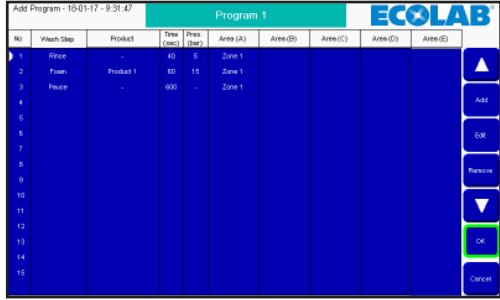 Add Program - 18-01-17 - 9:31:47
Program 1
ECOLAB®
No Wash Step Product Time (sec) Pres. (bar) Area (A) Area (B) Area (C) Area (D) Area (E)
1 Rinse - 40 5 Zone 1
2 Foam Product 1 60 15 Zone 1
3 Pause - 600 - Zone 1
4
5
6
7
8
9
10
11
12
13
14
15
Add
Edit
Remove
OK
Cancel